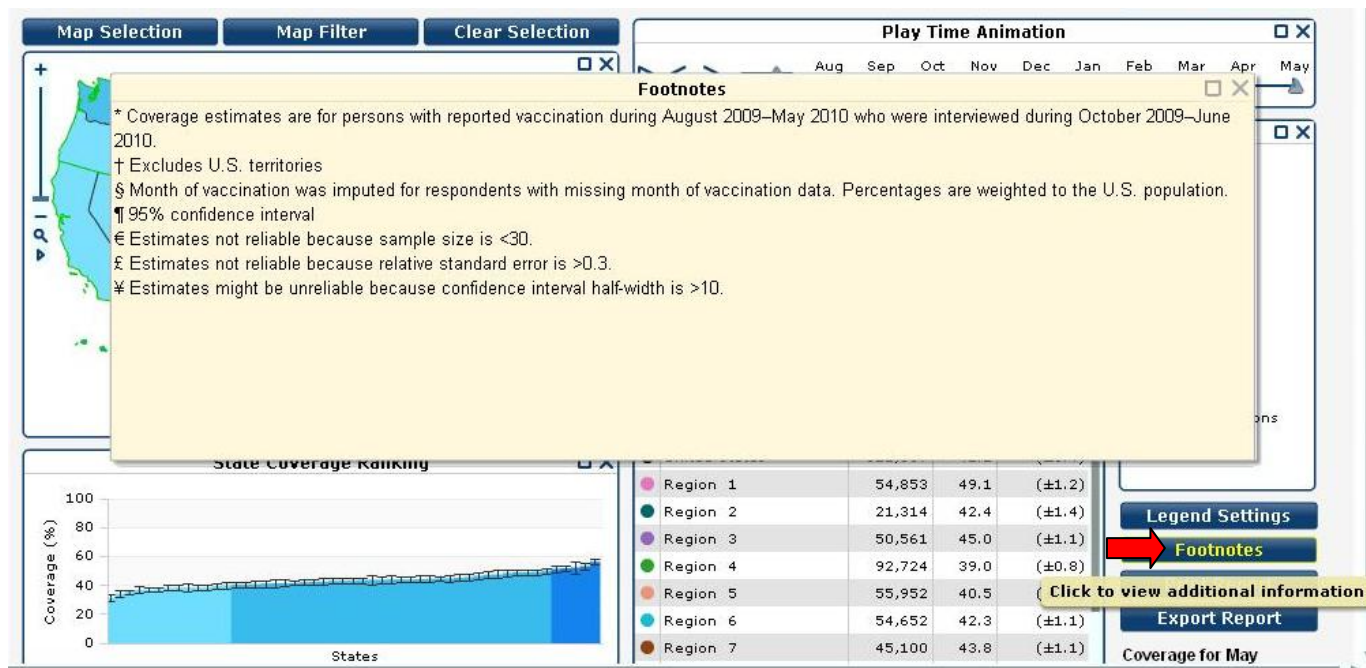 Map Selection
Map Filter
Clear Selection
Play Time Animation
Aug Sep Oct Nov Dec Jan Feb Mar Apr May
Footnotes
* Coverage estimates are for persons with reported vaccination during August 2009–May 2010 who were interviewed during October 2009–June
2010.
† Excludes U.S. territories
§ Month of vaccination was imputed for respondents with missing month of vaccination data. Percentages are weighted to the U.S. population.
¶ 95% confidence interval
€ Estimates not reliable because sample size is <30.
£ Estimates not reliable because relative standard error is >0.3.
¥ Estimates might be unreliable because confidence interval half-width is >10.
State Coverage Ranking
100
80
60
40
20
0
Coverage (%)
States
Region 1 54,853 49.1 (±1.2)
Region 2 21,314 42.4 (±1.4)
Region 3 50,561 45.0 (±1.1)
Region 4 92,724 39.0 (±0.8)
Region 5 55,952 40.5
Region 6 54,652 42.3 (±1.1)
Region 7 45,100 43.8 (±1.1)
Legend Settings
Footnotes
Click to view additional information
Export Report
Coverage for May